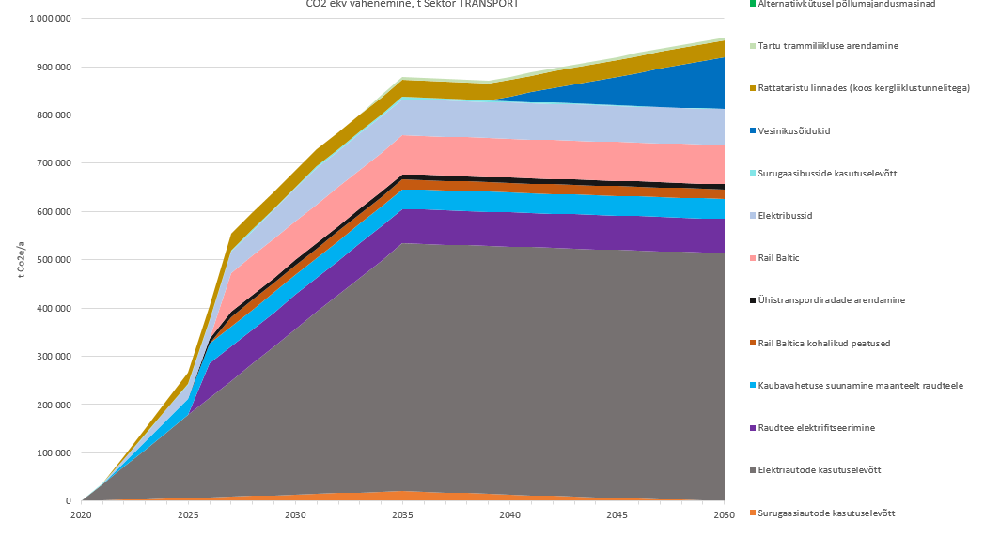 CO2 ekv vähenemine, t Sektor TRANSPORT
t Co2e/a
1 000 000
900 000
800 000
700 000
600 000
500 000
400 000
300 000
200 000
100 000
0
2020
2025
2030
2035
2040
2045
2050
Alternatiivkütusel põllumajandusmasinad
Tartu trammiliikluse arendamine
Rattataristu linnades (koos kergliiklustunnelitega)
Vesinikusõidukid
Surugaasibusside kasutuselevõtt
Elektribussid
Rail Baltic
Ühistranspordiradade arendamine
Rail Baltica kohalikud peatused
Kaubavahetuse suunamine maanteelt raudteele
Raudtee elektrifitseerimine
Elektriautode kasutuselevõtt
Surugaasiautode kasutuselevõtt